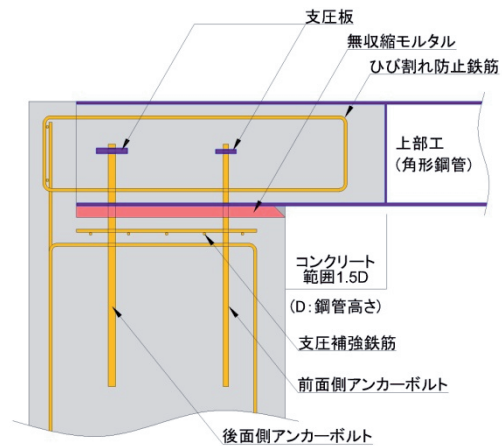 支圧板
無収縮モルタル
ひび割れ防止鉄筋
上部工
(角形鋼管)
コンクリート
範囲1.5D
(D:鋼管高さ)
支圧補強鉄筋
前面側アンカーボルト
後面側アンカーボルト